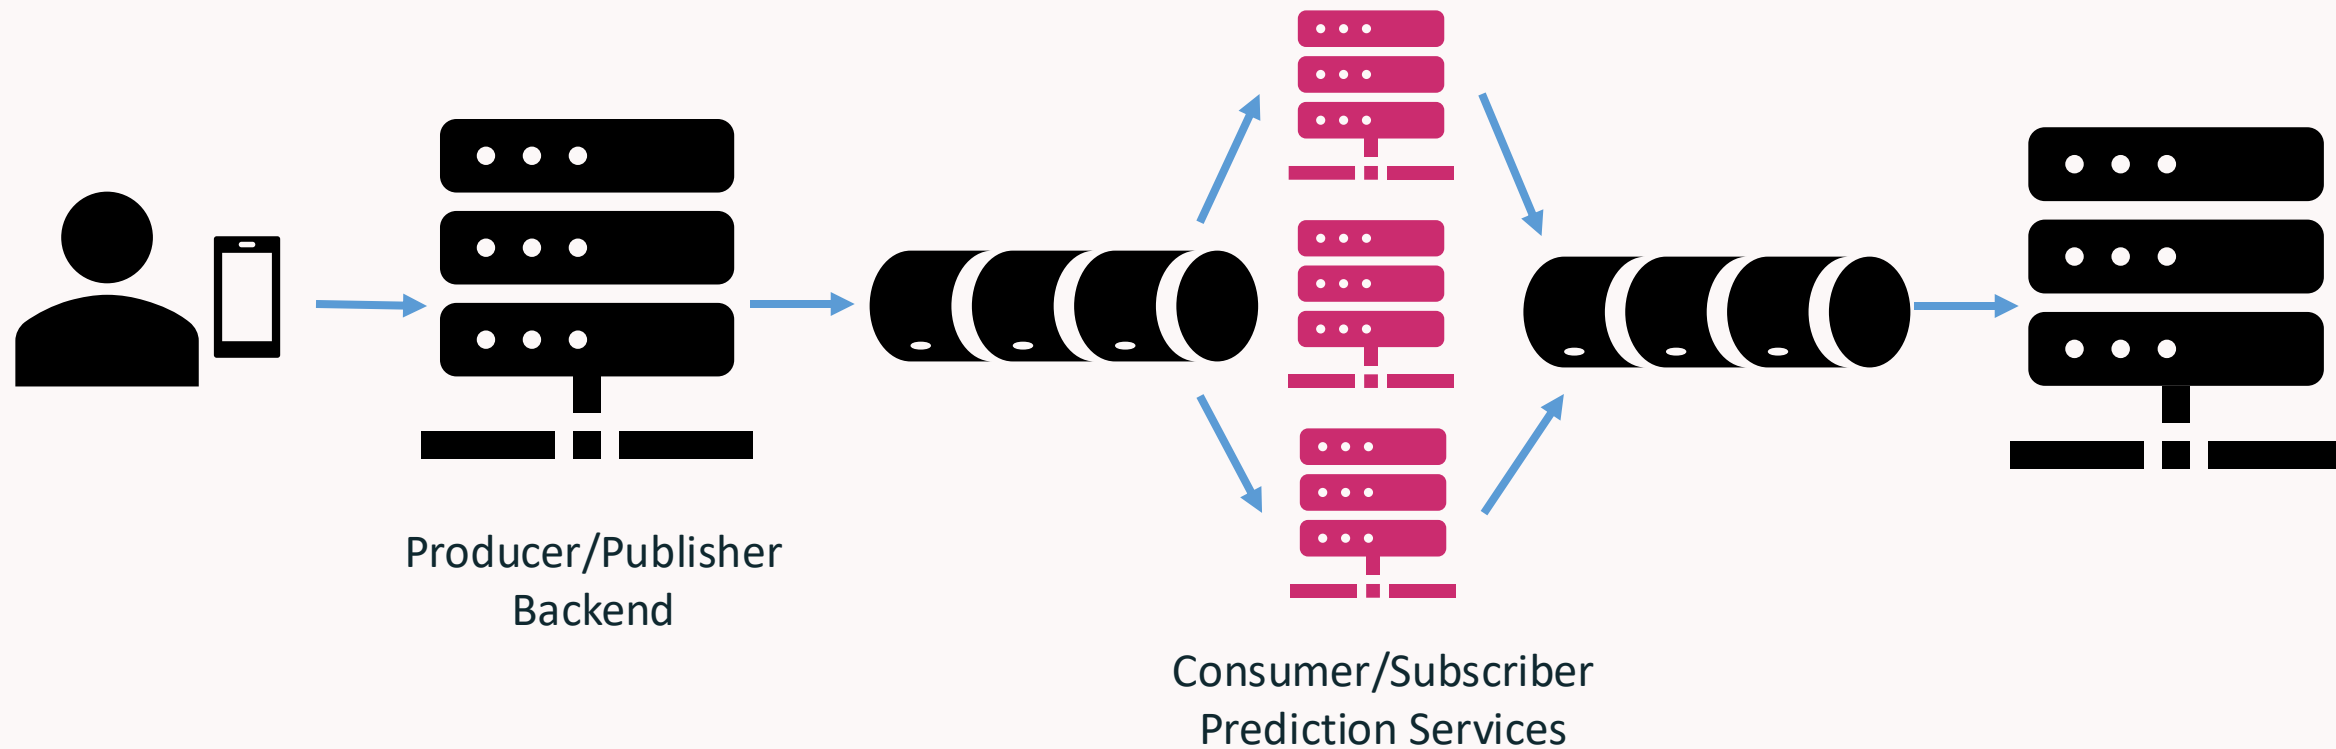 Producer/Publisher
Backend
Consumer/Subscriber
Prediction Services